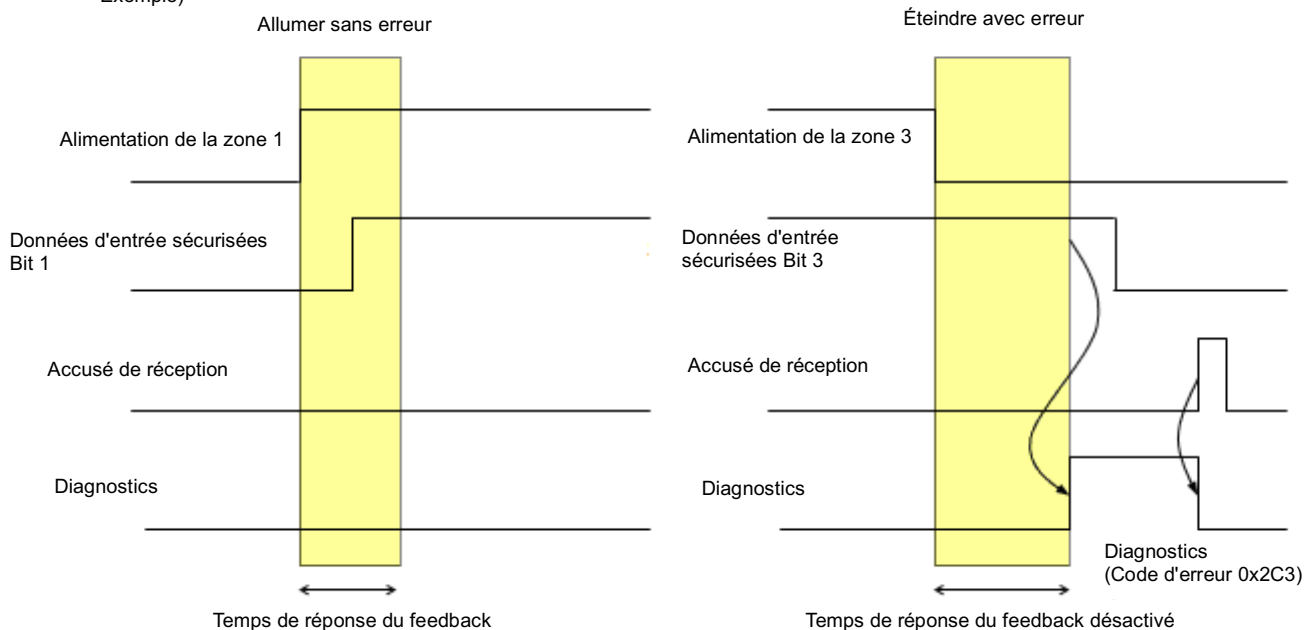 Exemple)
Allumer sans erreur
Alimentation de la zone 1
Données d'entrée sécurisées
Bit 1
Accusé de réception
Diagnostics
Temps de réponse du feedback
Éteindre avec erreur
Alimentation de la zone 3
Données d'entrée
sécurisées Bit 3
Accusé de réception
Diagnostics
Diagnostics
(Code d'erreur 0x2C3)
Temps de réponse du feedback désactivé